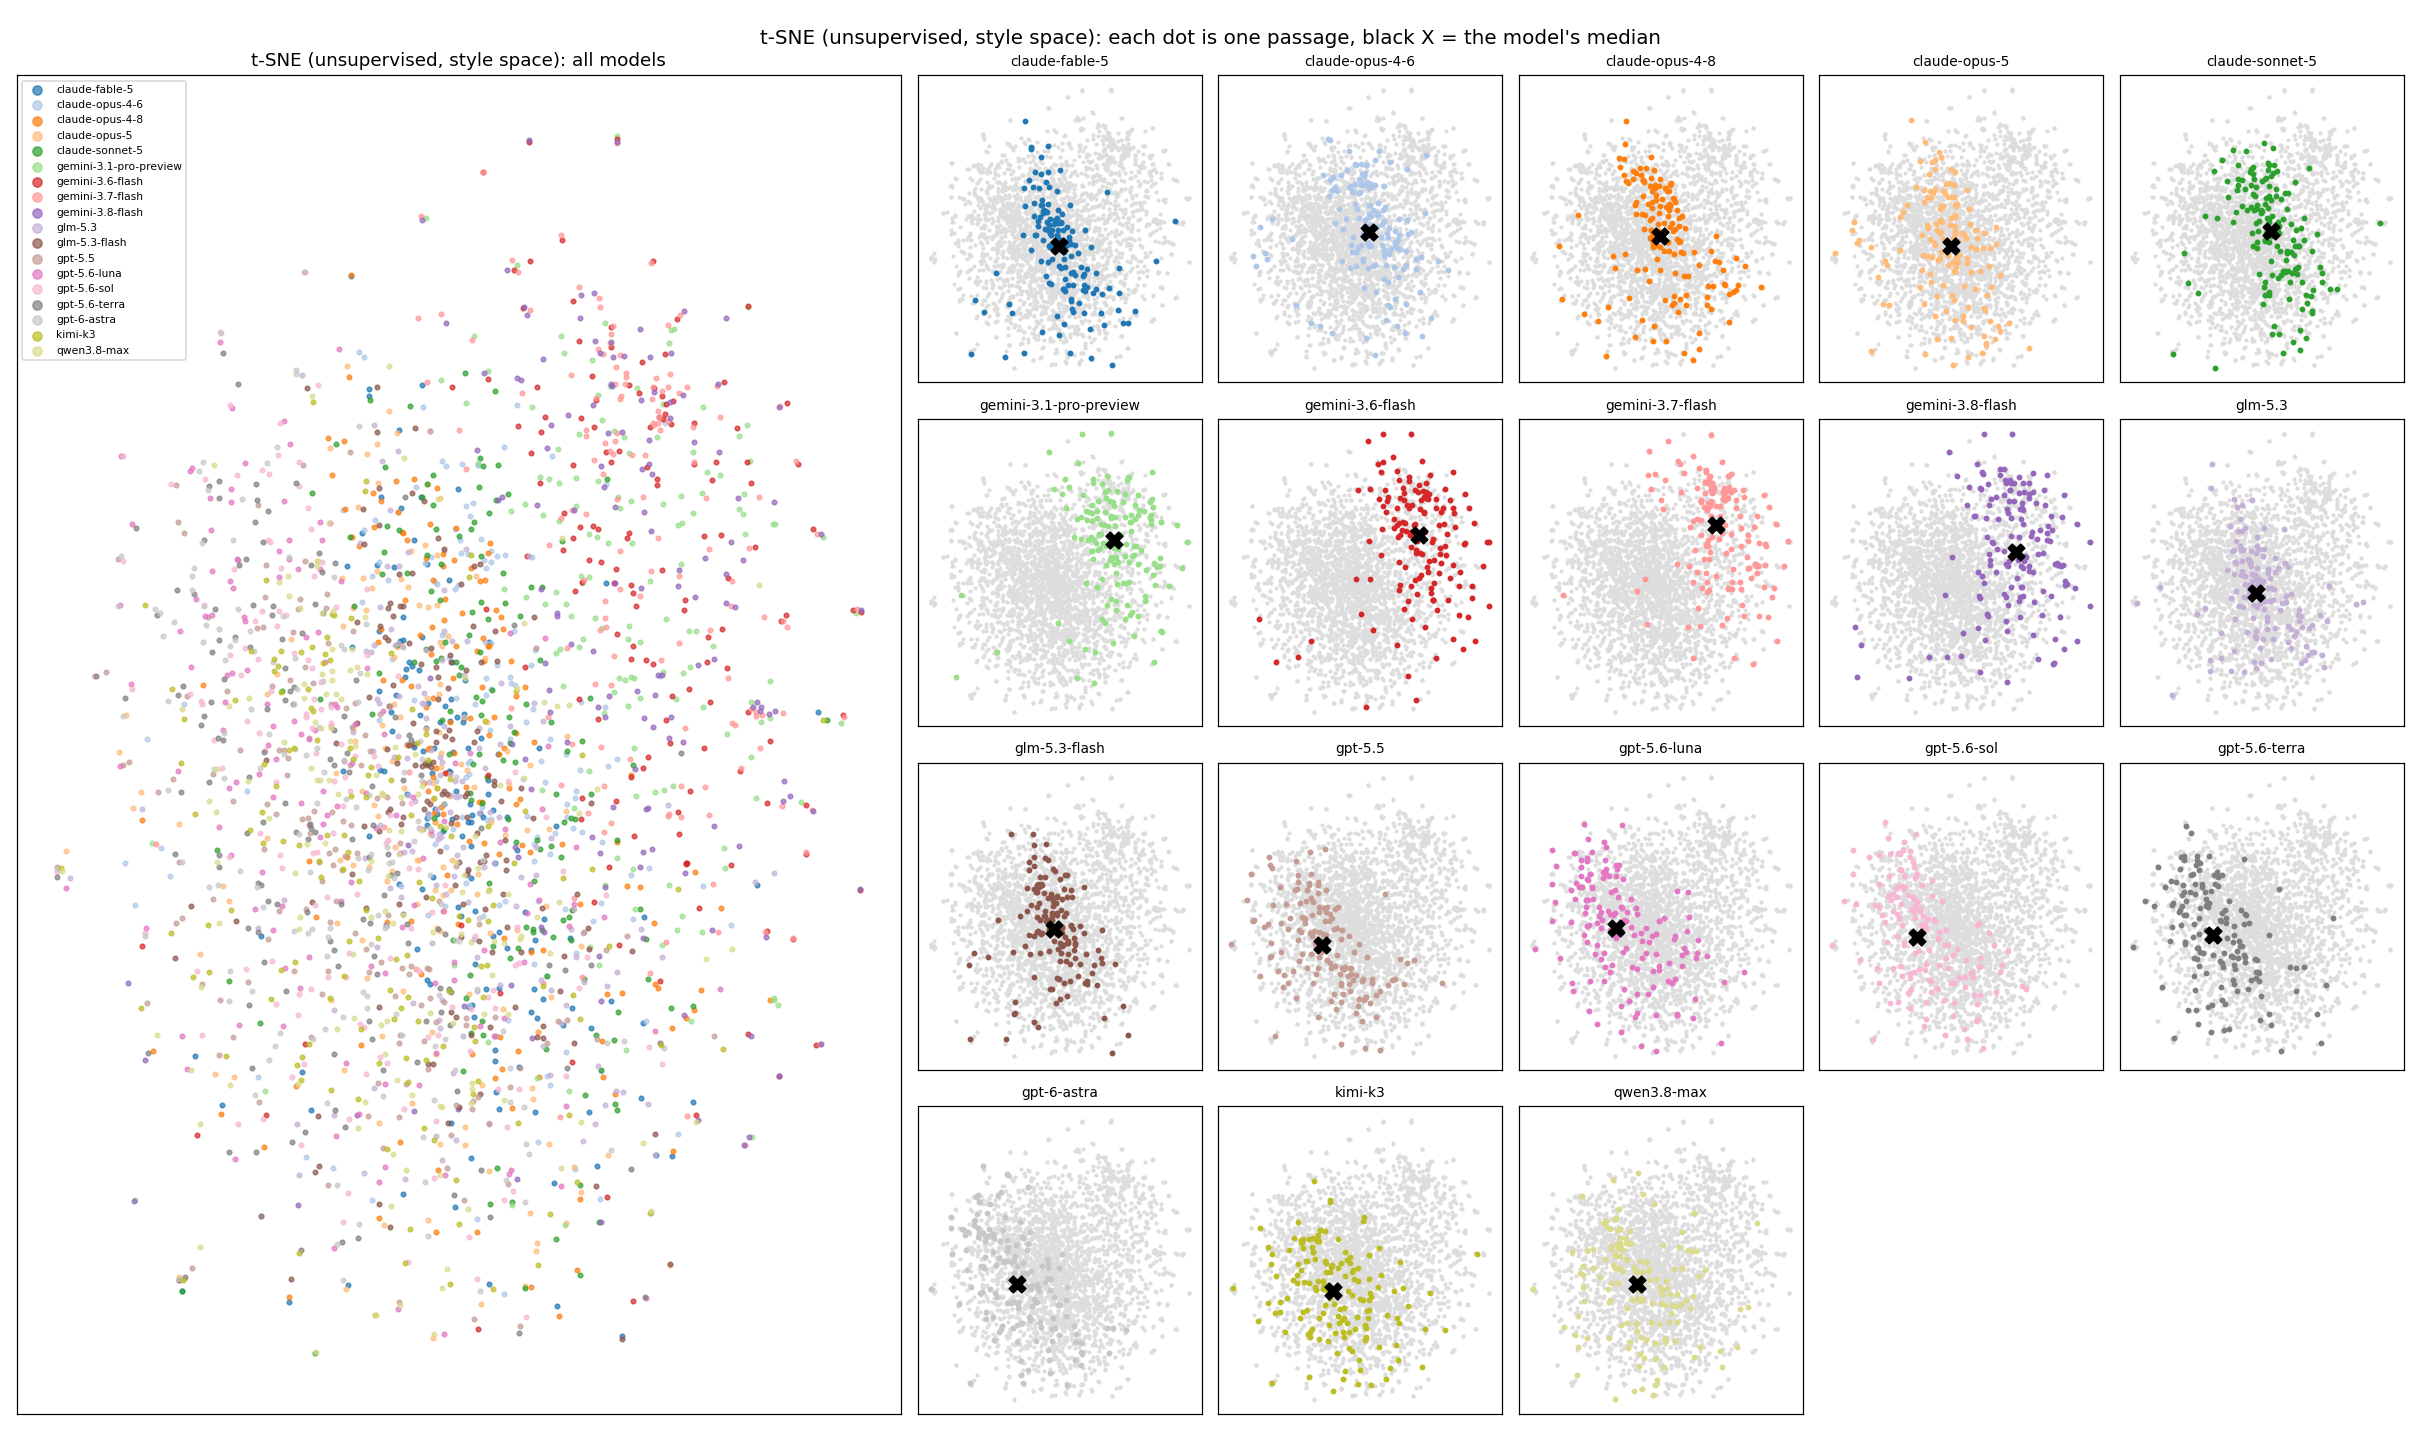 t-SNE (unsupervised, style space): each dot is one passage, black X = the model's median
t-SNE (unsupervised, style space): all models
claude-fable-5
claude-opus-4-6
claude-opus-4-8
claude-opus-5
claude-sonnet-5
gemini-3.1-pro-preview
gemini-3.6-flash
gemini-3.7-flash
gemini-3.8-flash
glm-5.3
glm-5.3-flash
gpt-5.5
gpt-5.6-luna
gpt-5.6-sol
gpt-5.6-terra
gpt-6-astra
kimi-k3
qwen3.8-max
claude-fable-5
claude-opus-4-6
claude-opus-4-8
claude-opus-5
claude-sonnet-5
gemini-3.1-pro-preview
gemini-3.6-flash
gemini-3.7-flash
gemini-3.8-flash
glm-5.3
glm-5.3-flash
gpt-5.5
gpt-5.6-luna
gpt-5.6-sol
gpt-5.6-terra
gpt-6-astra
kimi-k3
qwen3.8-max